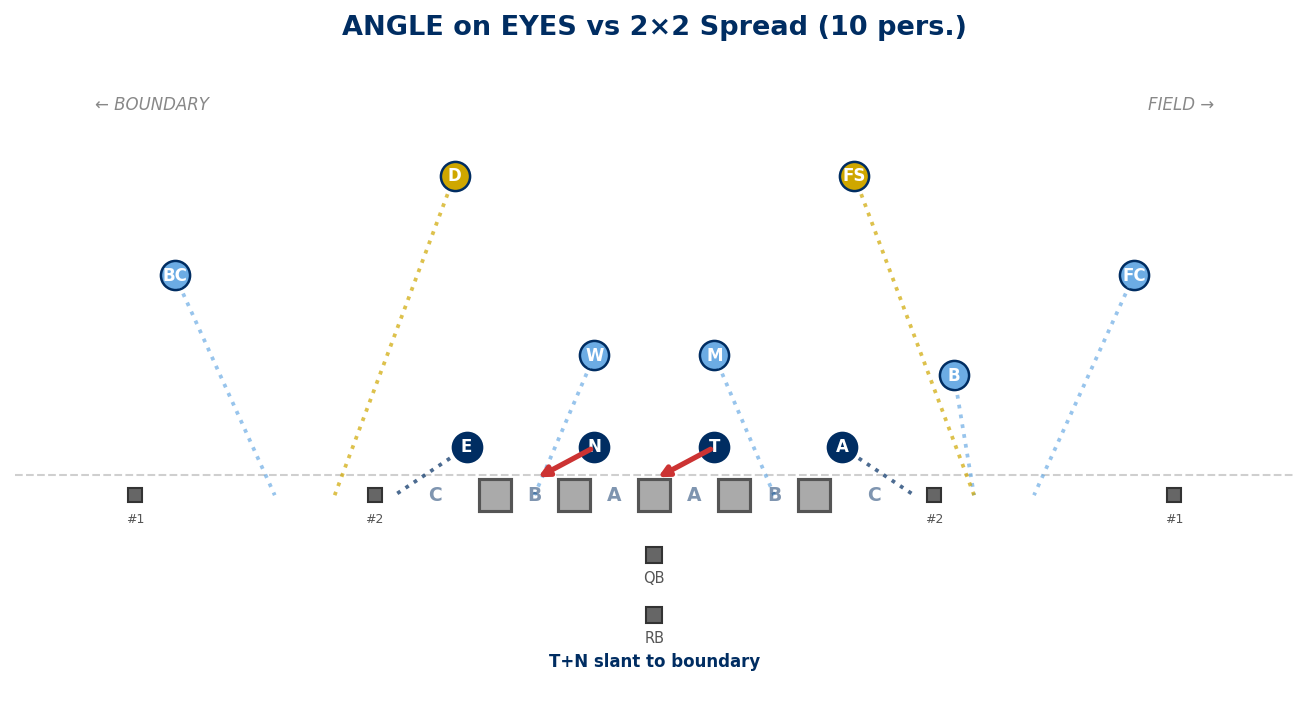 ANGLE on EYES vs 2×2 Spread (10 pers.)
← BOUNDARY
FIELD →
D
FS
BC
FC
W
M
B
E
N
T
A
C
B
A
A
B
C
#1
#2
#2
#1
QB
RB
T+N slant to boundary